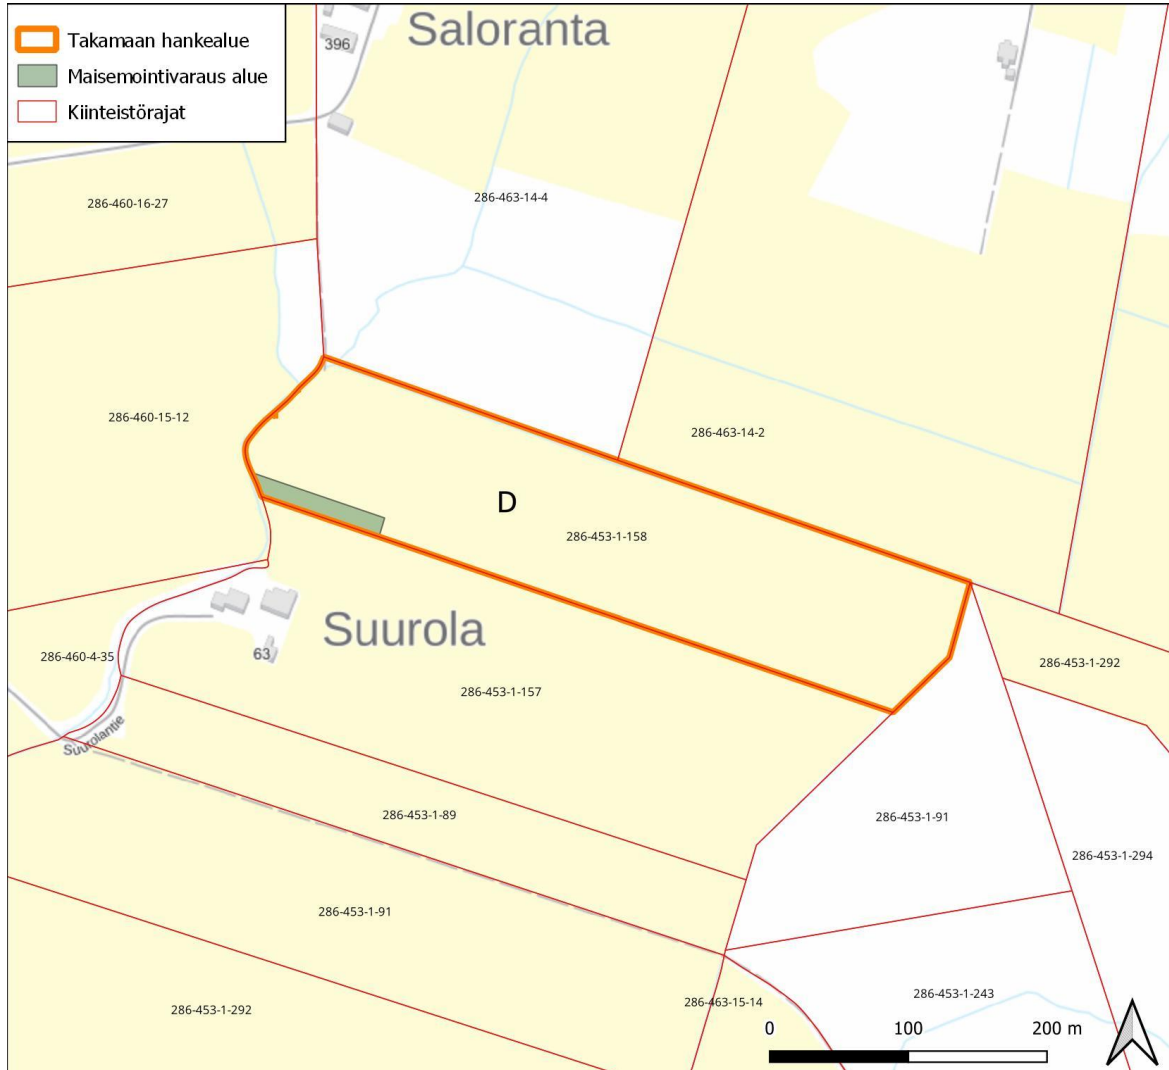 Takamaan hankealue
Maisemointivaraus alue
Kiinteistörajat
Saloranta
396
286-460-16-27
286-463-14-4
286-460-15-12
286-463-14-2
D
286-453-1-158
Suurola
63
286-460-4-35
286-453-1-292
286-453-1-157
Suurolantie
286-453-1-89
286-453-1-91
286-453-1-294
286-453-1-91
286-453-1-292
286-463-15-14
286-453-1-243
0 100 200 m